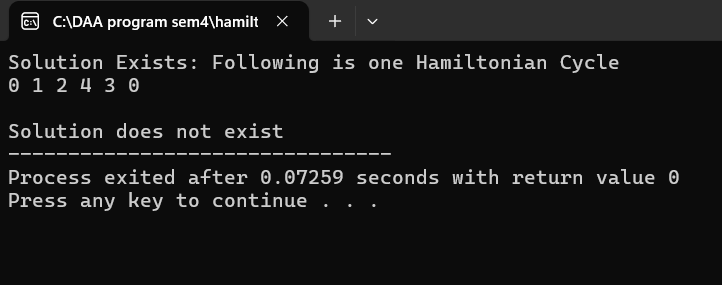 C:\DAA program sem4\hamilt
Solution Exists: Following is one Hamiltonian Cycle
0 1 2 4 3 0
Solution does not exist
--------------------------------
Process exited after 0.07259 seconds with return value 0
Press any key to continue . . .